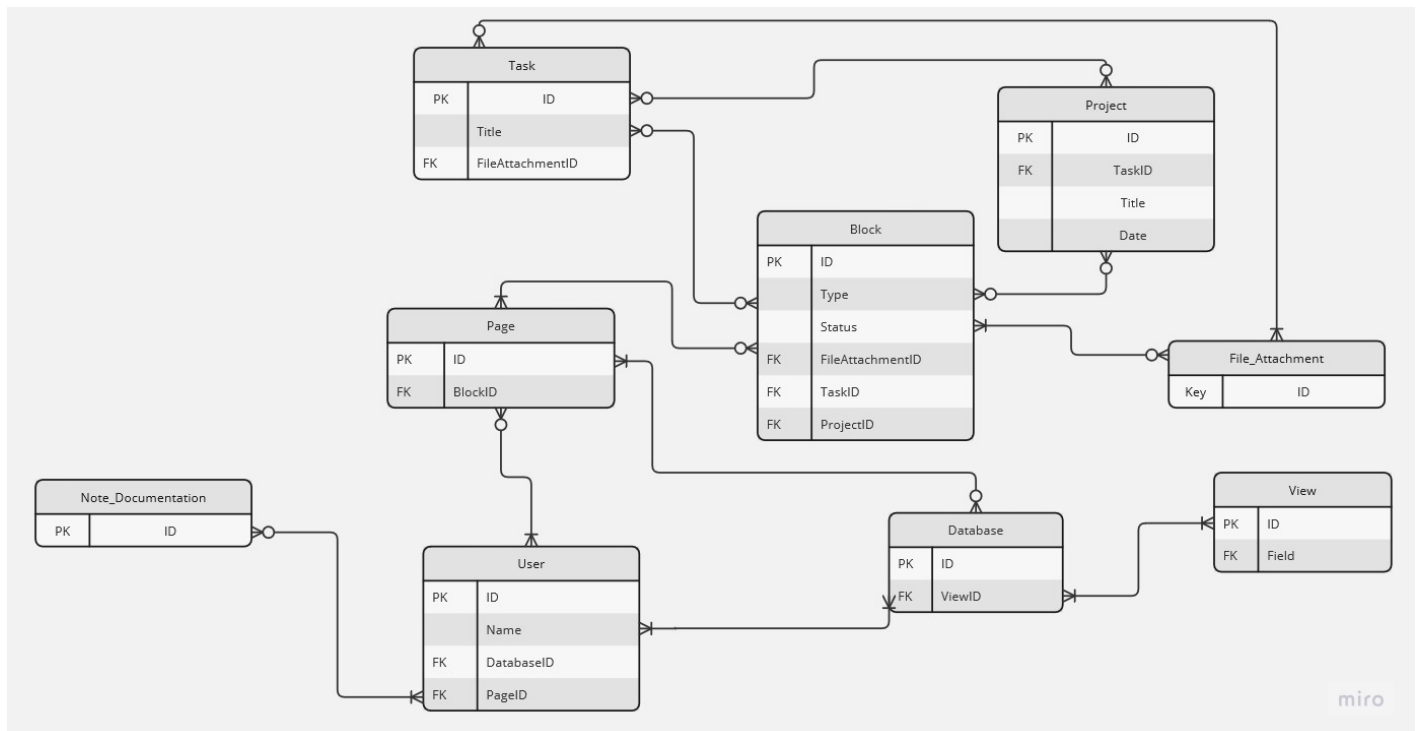 Task
PK ID
Title
FK FileAttachmentID
Project
PK ID
FK TaskID
Title
Date
Block
PK ID
Type
Status
FK FileAttachmentID
FK TaskID
FK ProjectID
Page
PK ID
FK BlockID
File_Attachment
Key ID
Note_Documentation
PK ID
User
PK ID
Name
FK DatabaseID
FK PageID
Database
PK ID
FK ViewID
View
PK ID
FK Field
miro